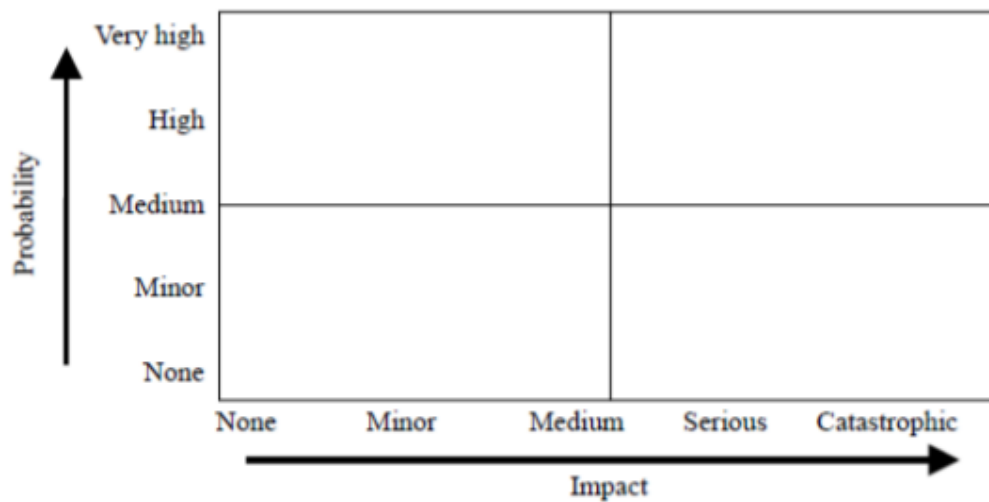 Very high
High
Medium
Minor
None
Probability
None Minor Medium Serious Catastrophic
Impact